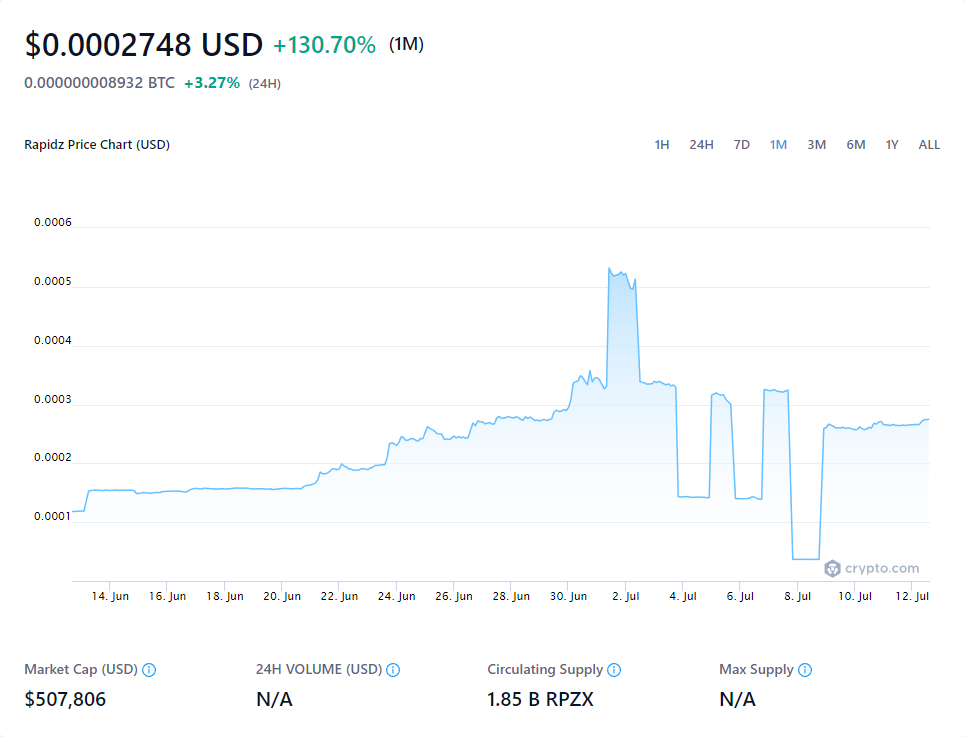 $0.0002748 USD +130.70% (1M)
0.000000008932 BTC +3.27% (24H)
Rapidz Price Chart (USD) 1H 24H 7D 1M 3M 6M 1Y ALL
0.0006
0.0005
0.0004
0.0003
0.0002
0.0001
crypto.com
14. Jun 16. Jun 18. Jun 20. Jun 22. Jun 24. Jun 26. Jun 28. Jun 30. Jun 2. Jul 4. Jul 6. Jul 8. Jul 10. Jul 12. Jul
Market Cap (USD) 24H VOLUME (USD) Circulating Supply Max Supply
$507,806 N/A 1.85 B RPZX N/A